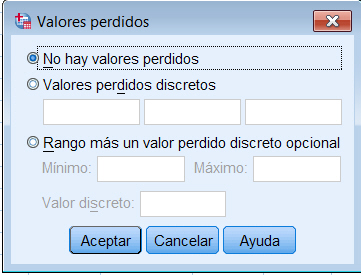 Valores perdidos
No hay valores perdidos
Valores perdidos discretos
Rango más un valor perdido discreto opcional
Mínimo: Máximo:
Valor discreto:
Aceptar Cancelar Ayuda